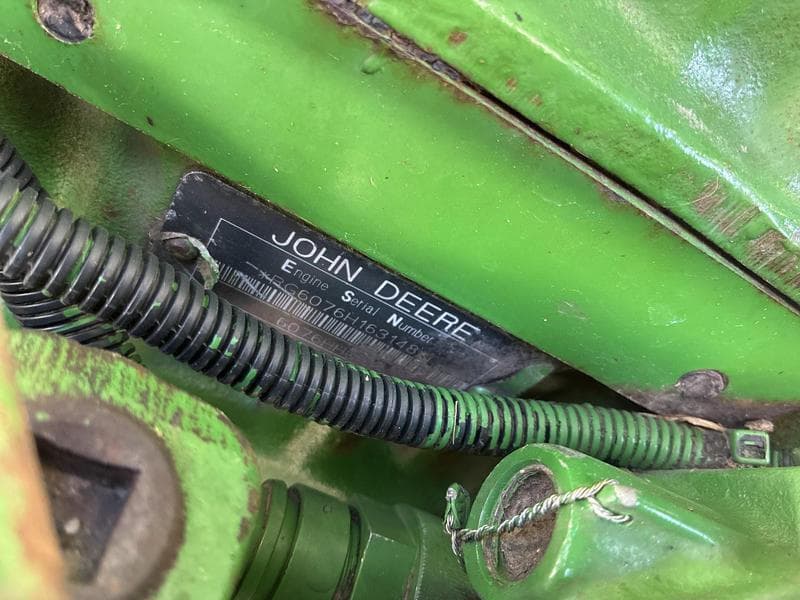 JOHN DEERE
Engine Serial Number
*RG6076H163148*